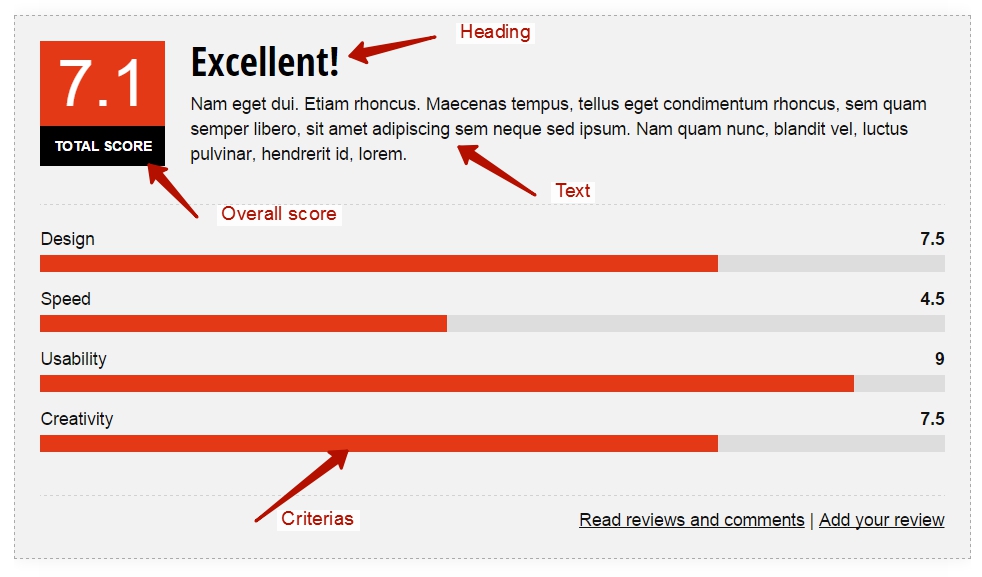 7.1
TOTAL SCORE
Excellent!
Heading
Nam eget dui. Etiam rhoncus. Maecenas tempus, tellus eget condimentum rhoncus, sem quam
semper libero, sit amet adipiscing sem neque sed ipsum. Nam quam nunc, blandit vel, luctus
pulvinar, hendrerit id, lorem.
Text
Overall score
Design 7.5
Speed 4.5
Usability 9
Creativity 7.5
Criterias
Read reviews and comments | Add your review